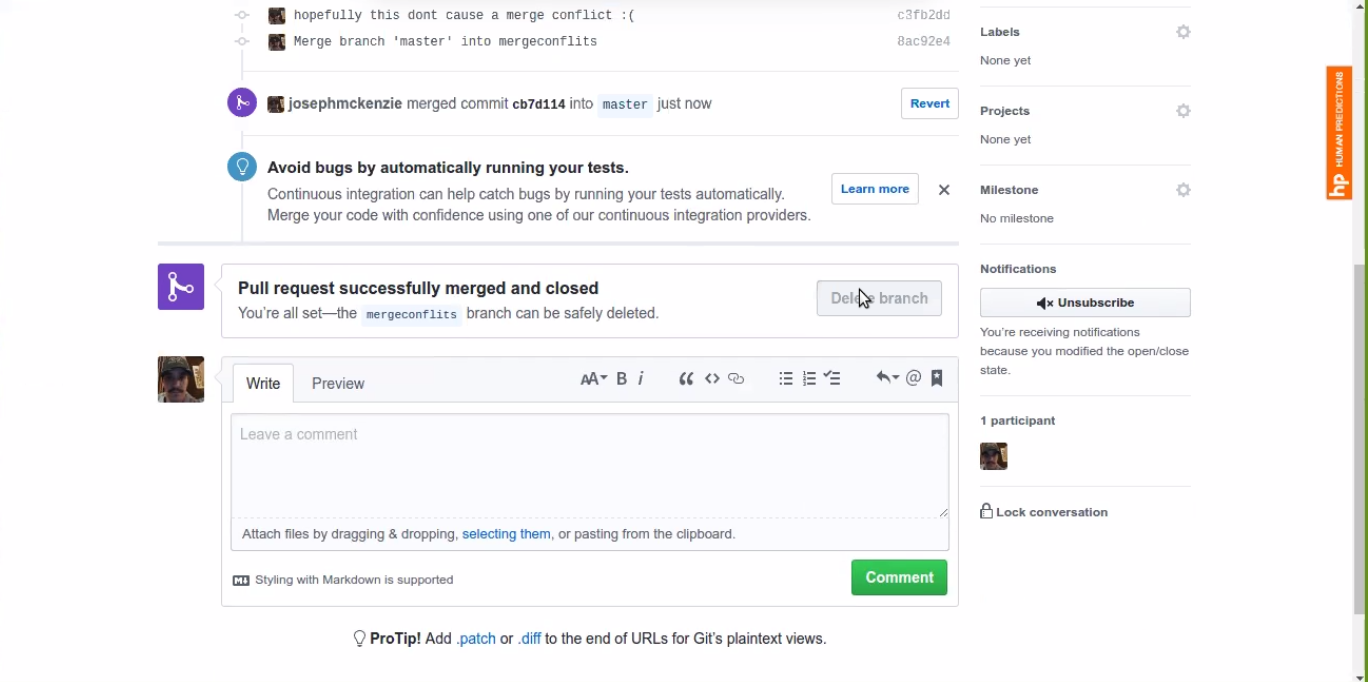 hopefully this dont cause a merge conflict :(
c3fb2dd
Merge branch 'master' into mergeconflits
8ac92e4
josephmckenzie merged commit cb7d114 into master just now
Revert
Avoid bugs by automatically running your tests.
Continuous integration can help catch bugs by running your tests automatically.
Merge your code with confidence using one of our continuous integration providers.
Learn more
Pull request successfully merged and closed
You're all set—the mergeconflits branch can be safely deleted.
Delete branch
Write
Preview
AA
B
i
Leave a comment
Attach files by dragging & dropping, selecting them, or pasting from the clipboard.
Styling with Markdown is supported
Comment
ProTip! Add .patch or .diff to the end of URLs for Git's plaintext views.
Labels
None yet
Projects
None yet
Milestone
No milestone
Notifications
Unsubscribe
You're receiving notifications
because you modified the open/close
state.
1 participant
Lock conversation
hp HUMAN PREDICTIONS